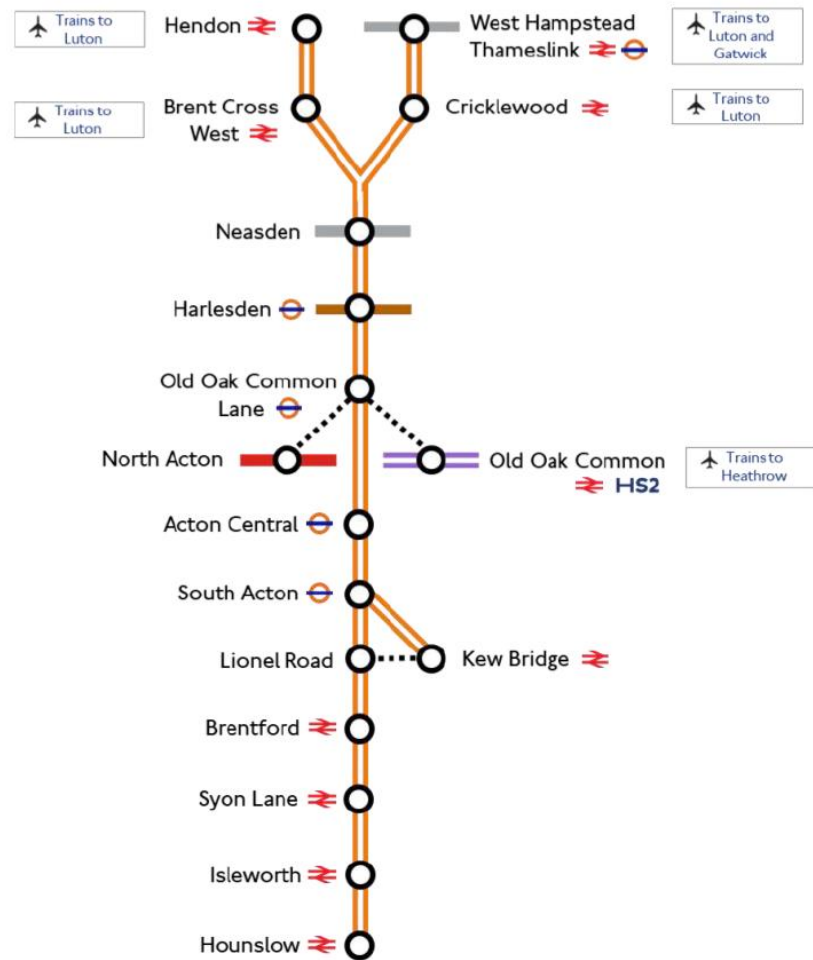 Trains to
Luton
Hendon
West Hampstead
Thameslink
Trains to
Luton and
Gatwick
Trains to
Luton
Brent Cross
West
Cricklewood
Trains to
Luton
Neasden
Harlesden
Old Oak Common
Lane
North Acton
Old Oak Common
HS2
Trains to
Heathrow
Acton Central
South Acton
Lionel Road
Kew Bridge
Brentford
Syon Lane
Isleworth
Hounslow